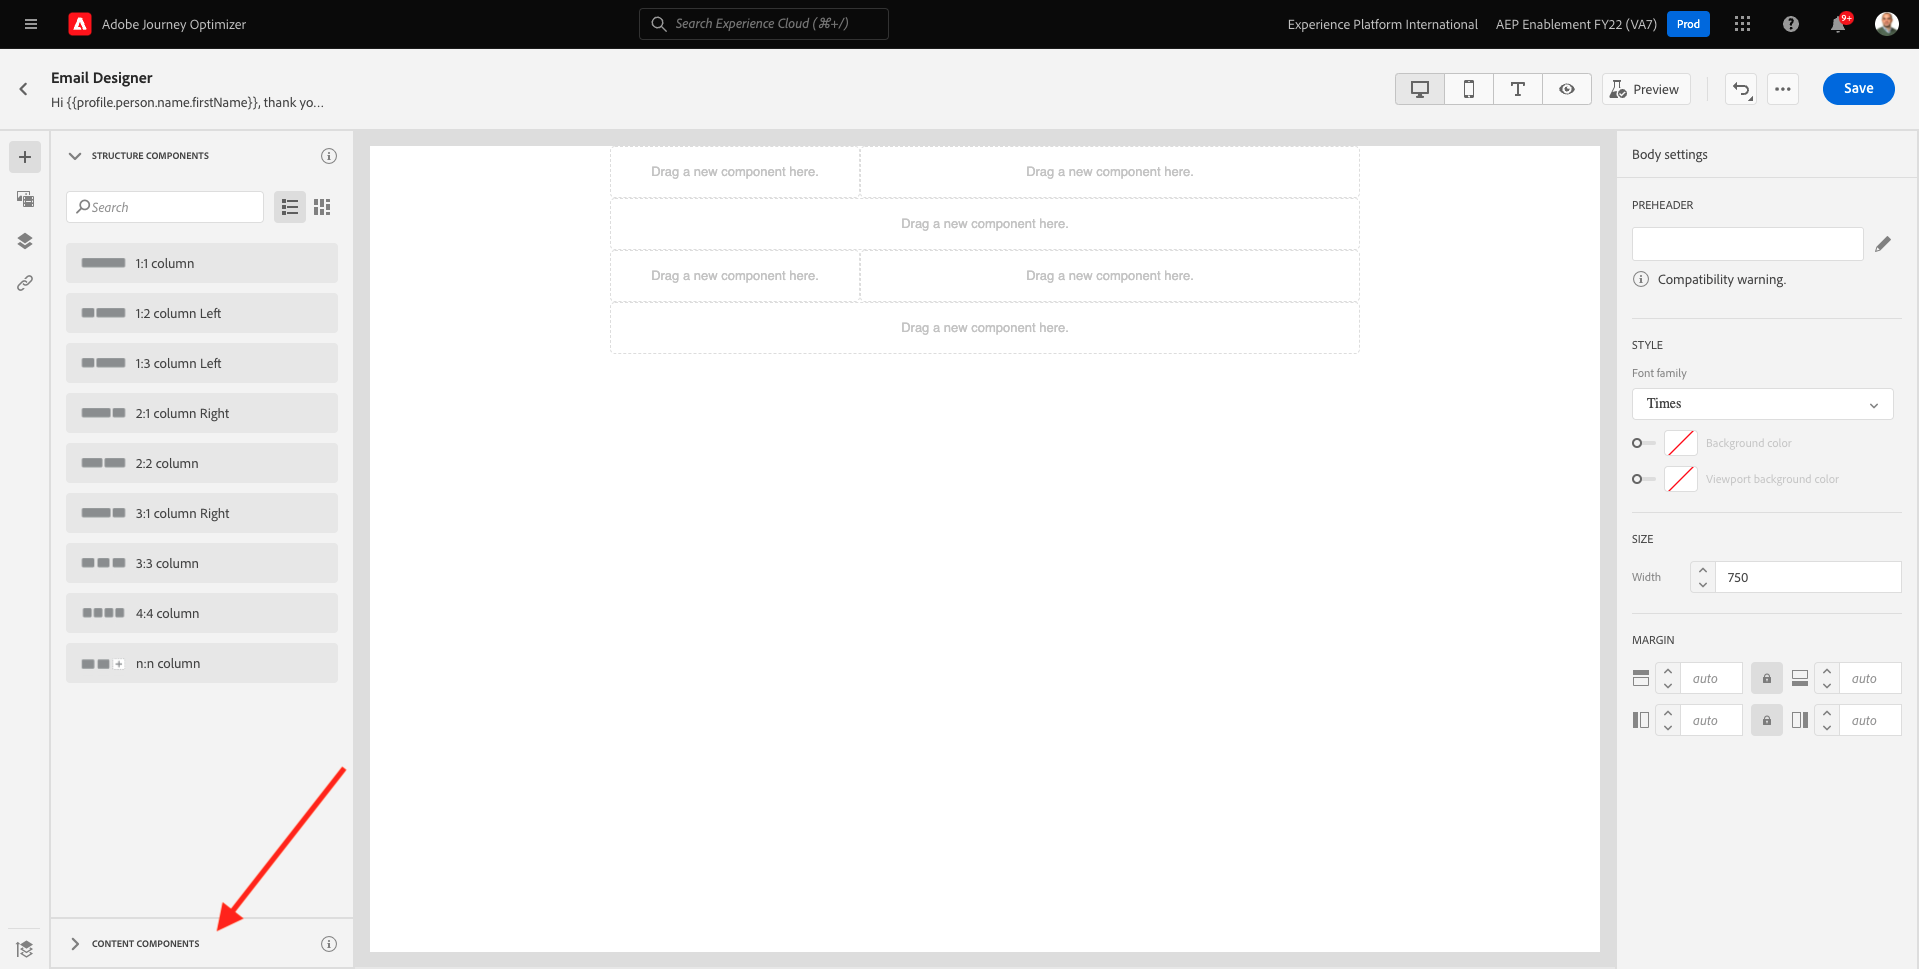 Adobe Journey Optimizer
Search Experience Cloud (⌘+/)
Experience Platform International
AEP Enablement FY22 (VA7)
Prod
9+
Email Designer
Hi {{profile.person.name.firstName}}, thank yo...
Preview
Save
STRUCTURE COMPONENTS
Search
1:1 column
1:2 column Left
1:3 column Left
2:1 column Right
2:2 column
3:1 column Right
3:3 column
4:4 column
n:n column
CONTENT COMPONENTS
Drag a new component here.
Drag a new component here.
Drag a new component here.
Drag a new component here.
Drag a new component here.
Drag a new component here.
Body settings
PREHEADER
Compatibility warning.
STYLE
Font family
Times
Background color
Viewport background color
SIZE
Width
750
MARGIN
auto
auto
auto
auto